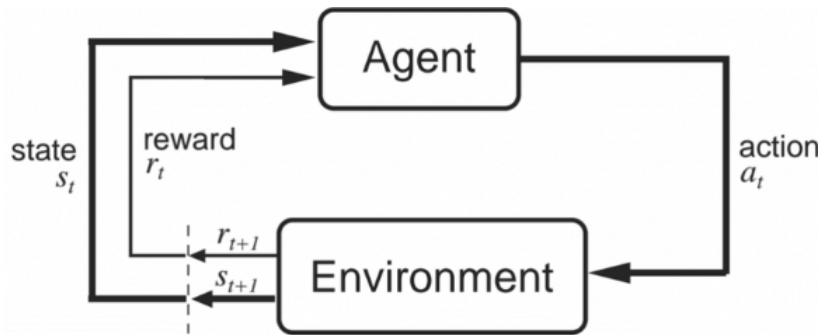 Agent
state
s_t
reward
r_t
action
a_t
r_{t+1}
s_{t+1}
Environment